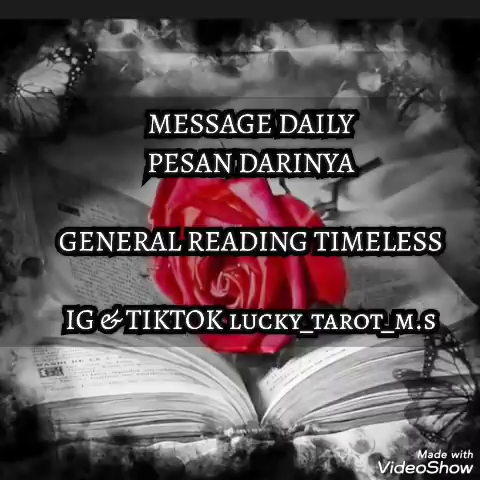 MESSAGE DAILY
PESAN DARINYA
GENERAL READING TIMELESS
IG & TIKTOK LUCKY_TAROT_M.S
Made with
VideoShow